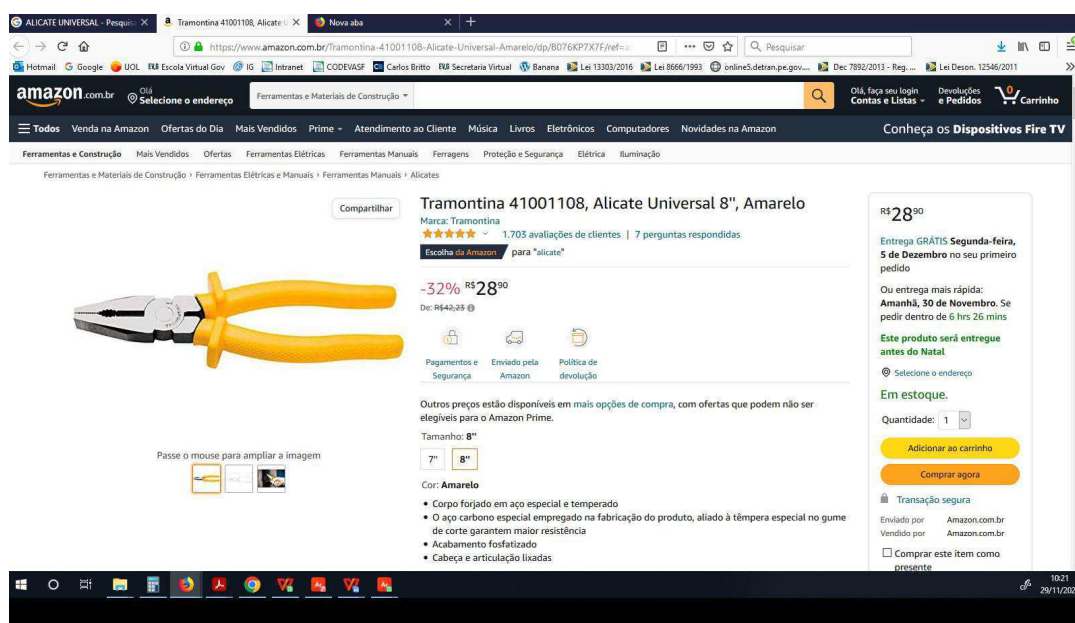 ALICATE UNIVERSAL - Pesquis
Tramontina 41001108, Alicate U
Nova aba
https://www.amazon.com.br/Tramontina-41001108-Alicate-Universal-Amarelo/dp/B076KP7X7F/ref=
Pesquisar
Hotmail Google UOL Escola Virtual Gov IG Intranet CODEVASF Carlos Britto Secretaria Virtual Banana Lei 13303/2016 Lei 8666/1993 online5.detran.pe.gov.... Dec 7892/2013 - Reg. ... Lei Deson. 12546/2011
amazon.com.br
Olá
Selecione o endereço
Ferramentas e Materiais de Construção
Olá, faça seu login
Contas e Listas
Devoluções
e Pedidos
0
Carrinho
Todos Venda na Amazon Ofertas do Dia Mais Vendidos Prime Atendimento ao Cliente Música Livros Eletrônicos Computadores Novidades na Amazon Conheça os Dispositivos Fire TV
Ferramentas e Construção Mais Vendidos Ofertas Ferramentas Elétricas Ferramentas Manuais Ferragens Proteção e Segurança Elétrica Iluminação
Ferramentas e Materiais de Construção › Ferramentas Elétricas e Manuais › Ferramentas Manuais › Alicates
Compartilhar
Passe o mouse para ampliar a imagem
Tramontina 41001108, Alicate Universal 8", Amarelo
Marca: Tramontina
1.703 avaliações de clientes | 7 perguntas respondidas
Escolha da Amazon para "alicate"
-32% R$2890
De: R$42,23
Pagamentos e
Segurança
Enviado pela
Amazon
Política de
devolução
Outros preços estão disponíveis em mais opções de compra, com ofertas que podem não ser
elegíveis para o Amazon Prime.
Tamanho: 8"
7" 8"
Cor: Amarelo
• Corpo forjado em aço especial e temperado
• O aço carbono especial empregado na fabricação do produto, aliado à têmpera especial no gume
de corte garantem maior resistência
• Acabamento fosfatizado
• Cabeça e articulação lixadas
R$2890
Entrega GRÁTIS Segunda-feira,
5 de Dezembro no seu primeiro
pedido
Ou entrega mais rápida:
Amanhã, 30 de Novembro. Se
pedir dentro de 6 hrs 26 mins
Este produto será entregue
antes do Natal
Selecione o endereço
Em estoque.
Quantidade: 1
Adicionar ao carrinho
Comprar agora
Transação segura
Enviado por Amazon.com.br
Vendido por Amazon.com.br
Comprar este item como
presente
10:21
29/11/202